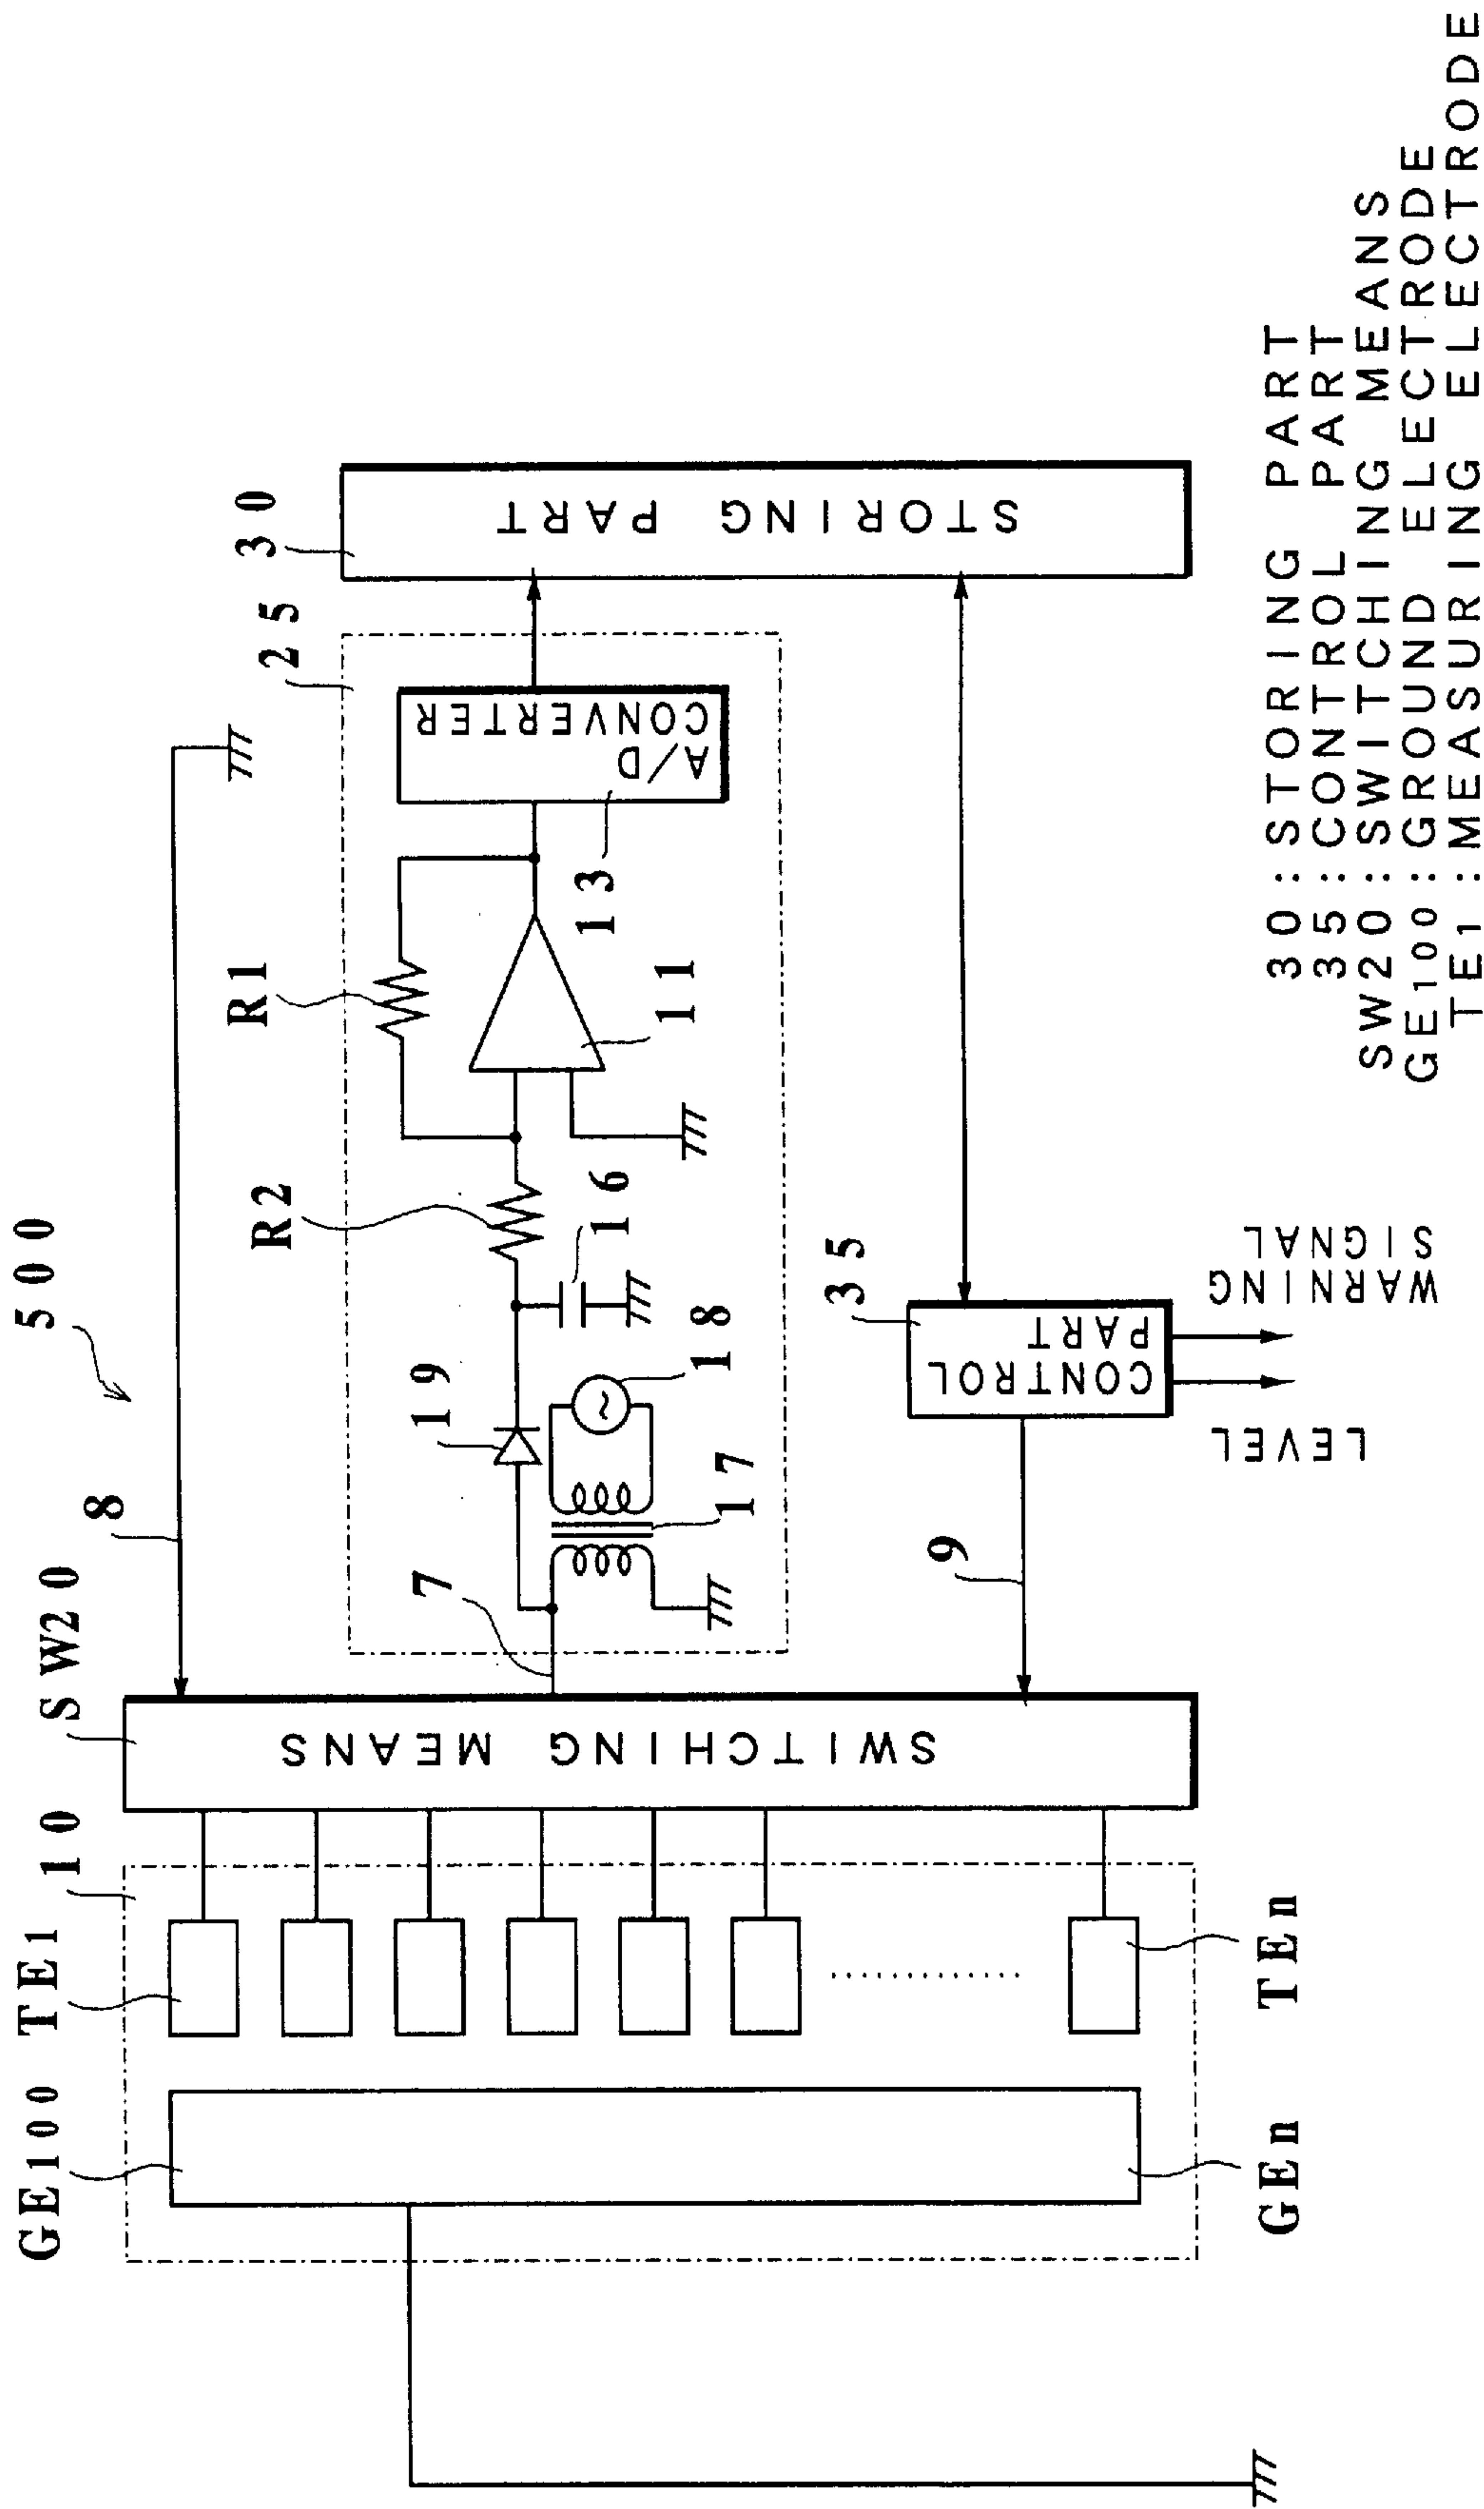 500
GE100
TE1
10
SW20
8
SWITCHING
MEANS
7
19
17
18
R2
16
R1
11
13
A/D
CONVERTER
25
30
STORING PART
GEn
TEn
9
35
CONTROL
PART
LEVEL
WARNING
SIGNAL
30:STORING PART
35:CONTROL PART
SW20:SWITCHING MEANS
GE100:GROUND ELECTRODE
TE1:MEASURING ELECTRODE